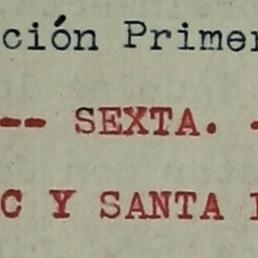 ción Primer
-- SEXTA. -
C Y SANTA